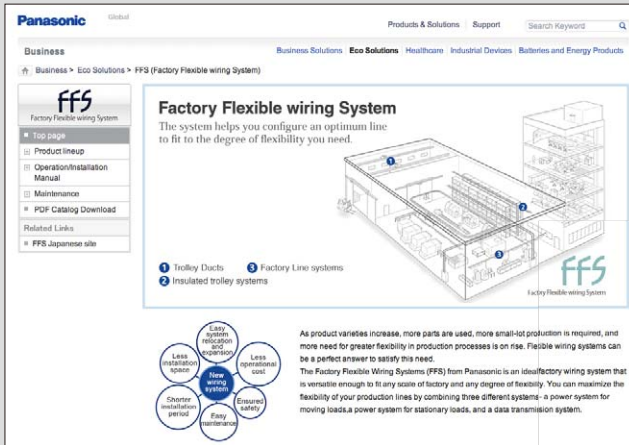 Panasonic
Global
Products & Solutions
Support
Search Keyword
Business
Business Solutions
Eco Solutions
Healthcare
Industrial Devices
Batteries and Energy Products
Business > Eco Solutions > FFS (Factory Flexible wiring System)
FFS
Factory Flexible wiring System
Top page
Product lineup
Operation/Installation
Manual
Maintenance
PDF Catalog Download
Related Links
FFS Japanese site
Factory Flexible wiring System
The system helps you configure an optimum line
to fit to the degree of flexibility you need.
1
2
3
1 Trolley Ducts
3 Factory Line systems
2 Insulated trolley systems
FFS
Factory Flexible wiring System
Easy
system
relocation
and
expansion
Less
installation
space
Less
operational
cost
New
wiring
system
Shorter
installation
period
Ensured
safety
Easy
maintenance
As product varieties increase, more parts are used, more small-lot production is required, and
more need for greater flexibility in production processes is on rise. Flexible wiring systems can
be a perfect answer to satisfy this need.
The Factory Flexible Wiring Systems (FFS) from Panasonic is an idealfactory wiring system that
is versatile enough to fit any scale of factory and any degree of flexibility. You can maximize the
flexibility of your production lines by combining three different systems- a power system for
moving loads,a power system for stationary loads, and a data transmission system.